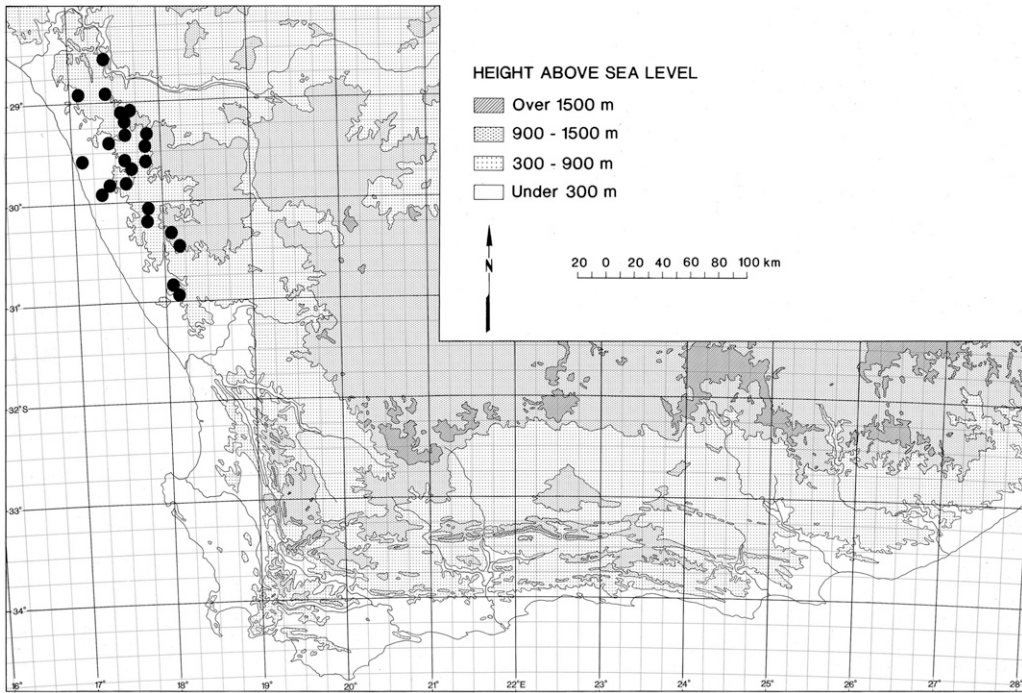 HEIGHT ABOVE SEA LEVEL
Over 1500 m
900 - 1500 m
300 - 900 m
Under 300 m
N
20 0 20 40 60 80 100 km
29°
30°
31°
32°S
33°
34°
16° 17° 18° 19° 20° 21° 22°E 23° 24° 25° 26° 27° 28°